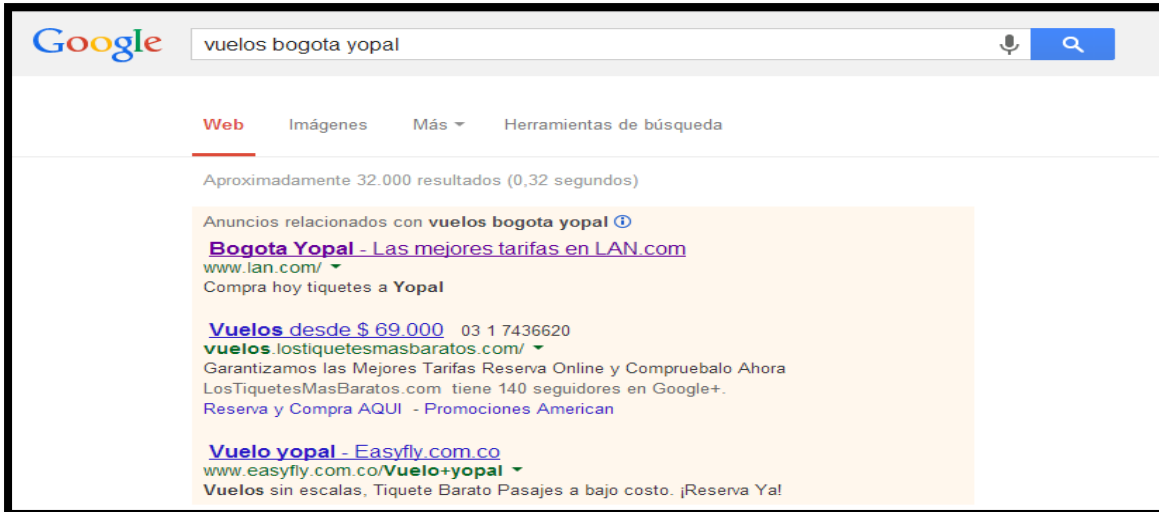 Google
vuelos bogota yopal
Web Imágenes Más Herramientas de búsqueda
Aproximadamente 32.000 resultados (0,32 segundos)
Anuncios relacionados con vuelos bogota yopal
Bogota Yopal - Las mejores tarifas en LAN.com
www.lan.com/
Compra hoy tiquetes a Yopal
Vuelos desde $ 69.000 03 1 7436620
vuelos.lostiquetesmasbaratos.com/
Garantizamos las Mejores Tarifas Reserva Online y Compruebalo Ahora
LosTiquetesMasBaratos.com tiene 140 seguidores en Google+.
Reserva y Compra AQUI - Promociones American
Vuelo yopal - Easyfly.com.co
www.easyfly.com.co/Vuelo+yopal
Vuelos sin escalas, Tiquete Barato Pasajes a bajo costo. ¡Reserva Ya!